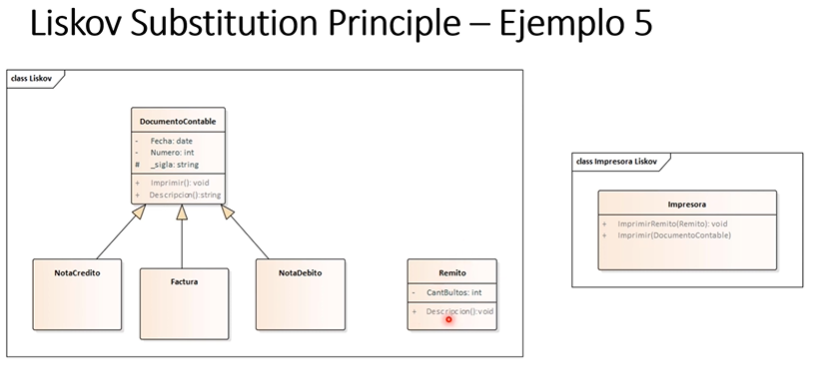 Liskov Substitution Principle – Ejemplo 5
class Liskov
DocumentoContable
- Fecha: date
- Numero: int
# _sigla: string
+ Imprimir(): void
+ Descripcion():string
NotaCredito
Factura
NotaDebito
Remito
- CantBultos: int
+ Descripcion():void
class Impresora Liskov
Impresora
+ ImprimirRemito(Remito): void
+ Imprimir(DocumentoContable)